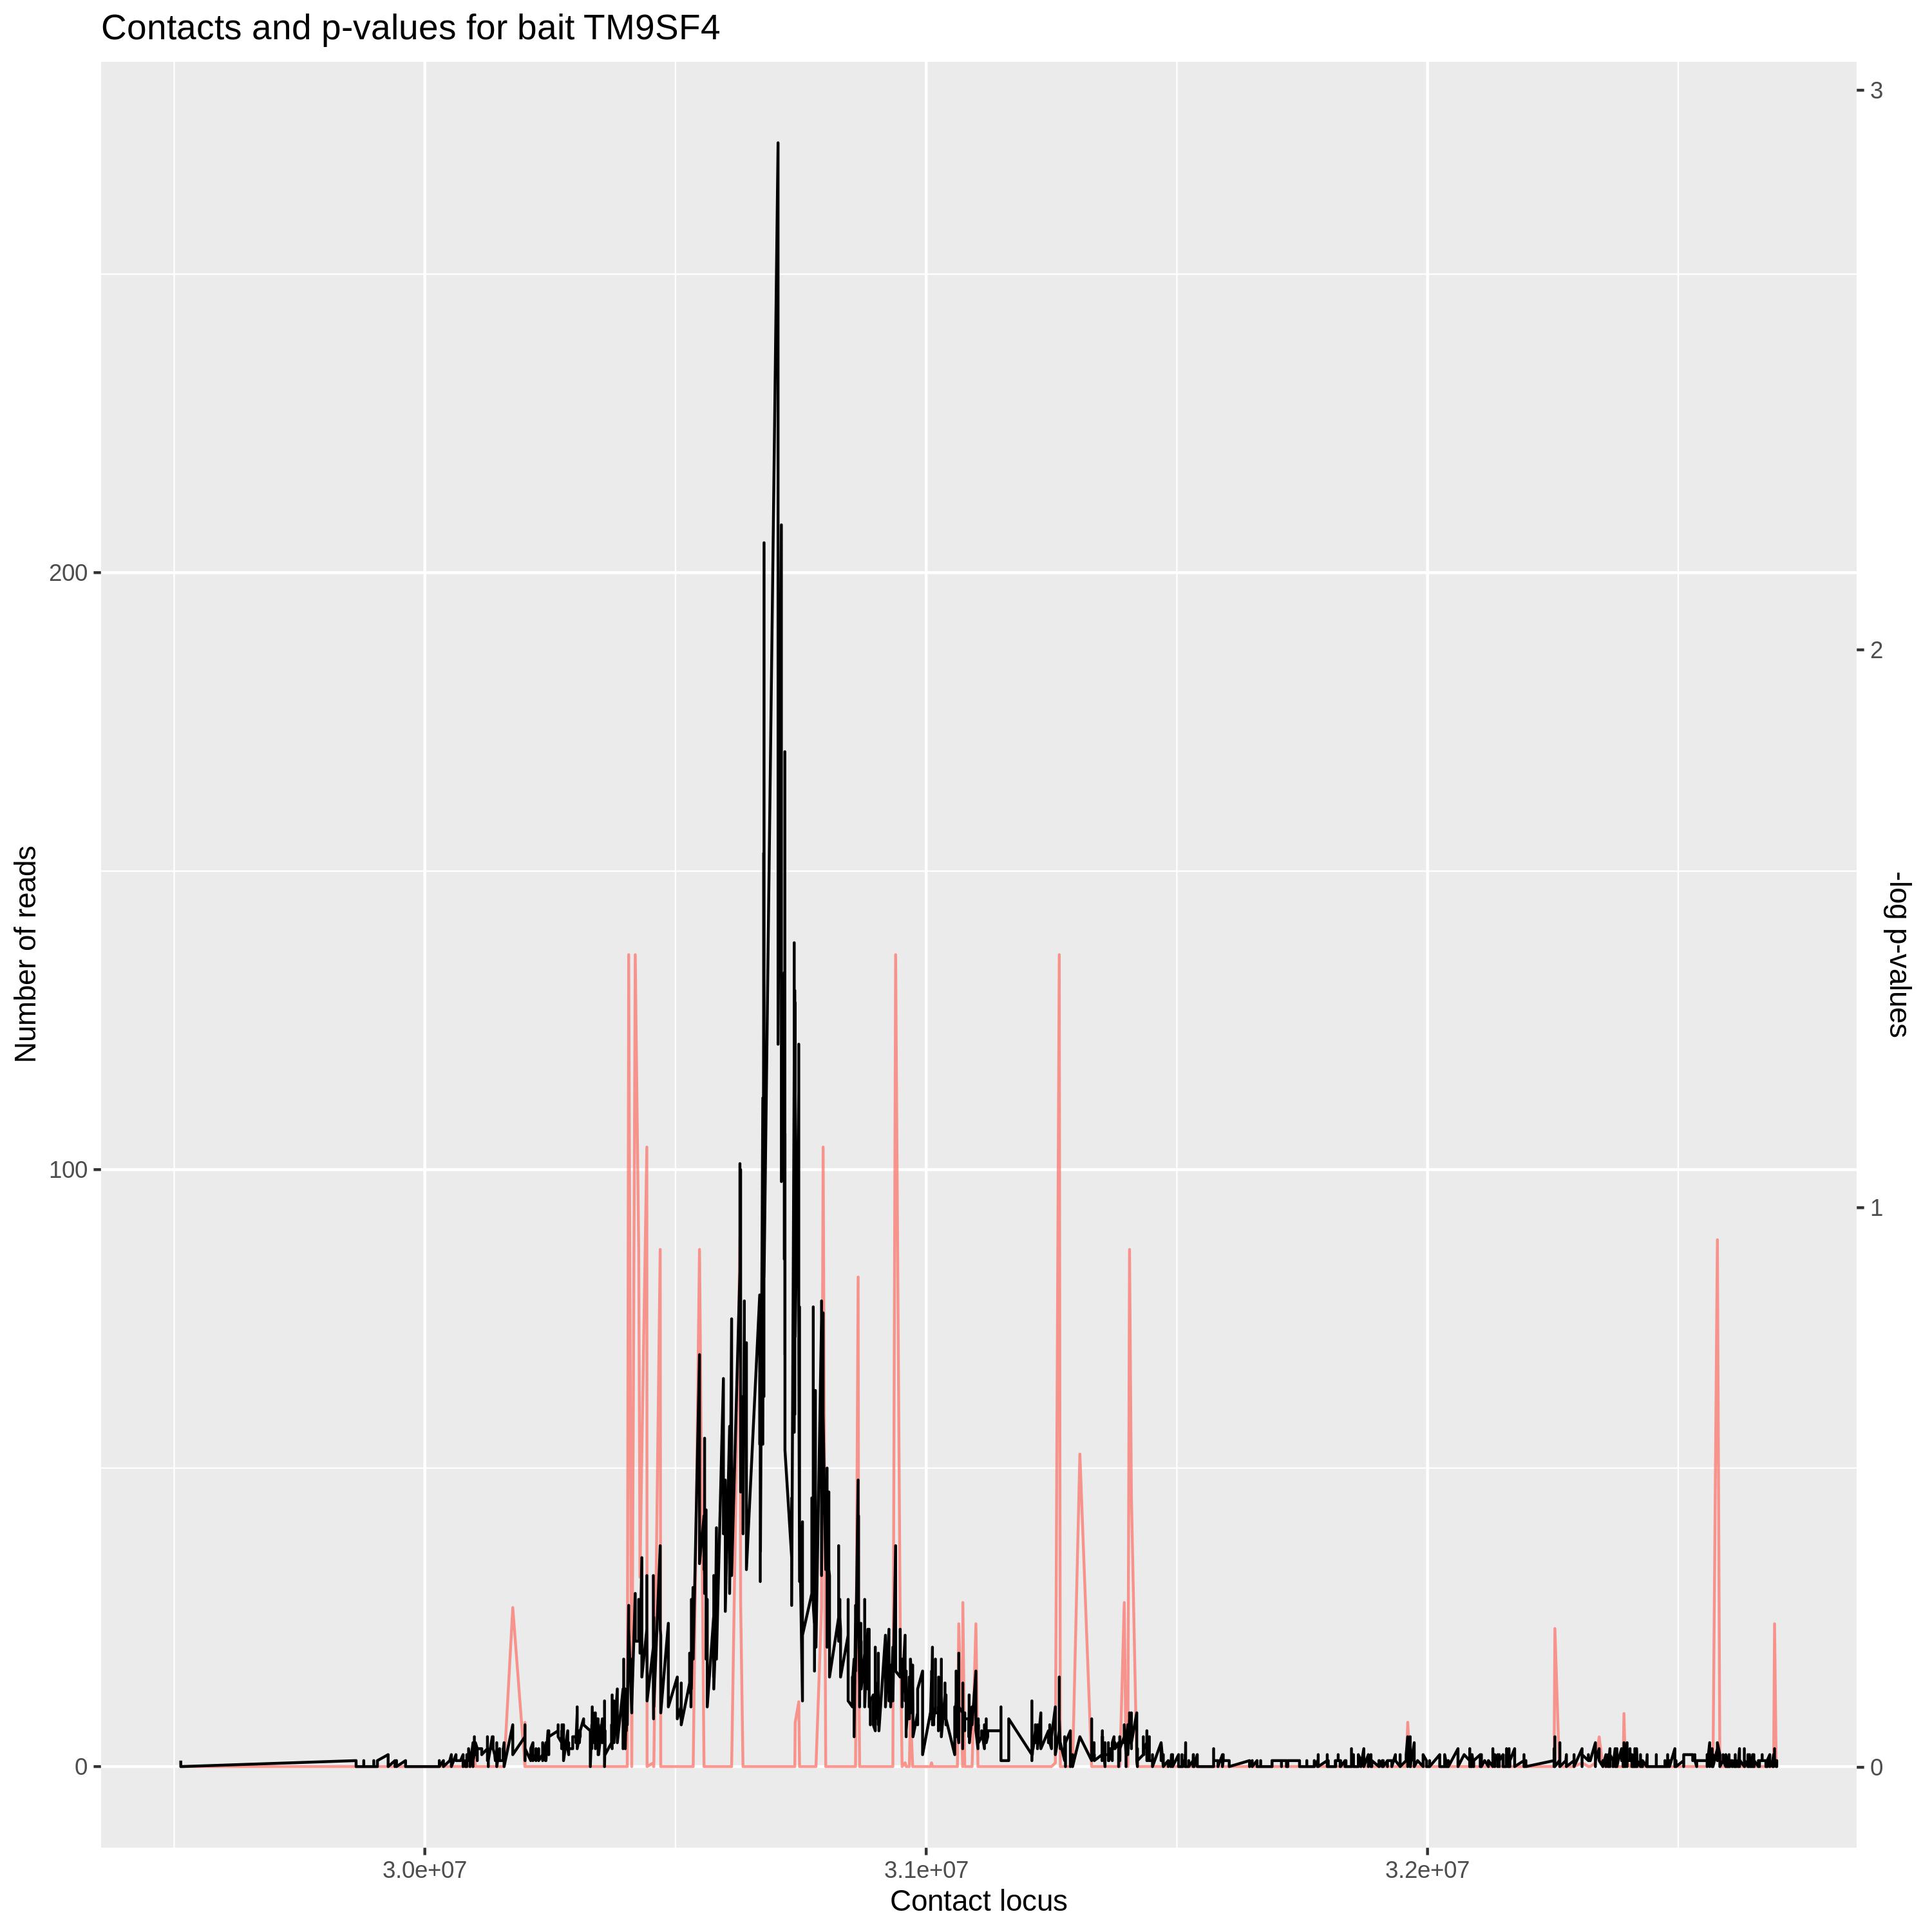 Contacts and p-values for bait TM9SF4
3
200
2
Number of reads
-log p-values
100
1
0
0
3.0e+07
3.1e+07
3.2e+07
Contact locus